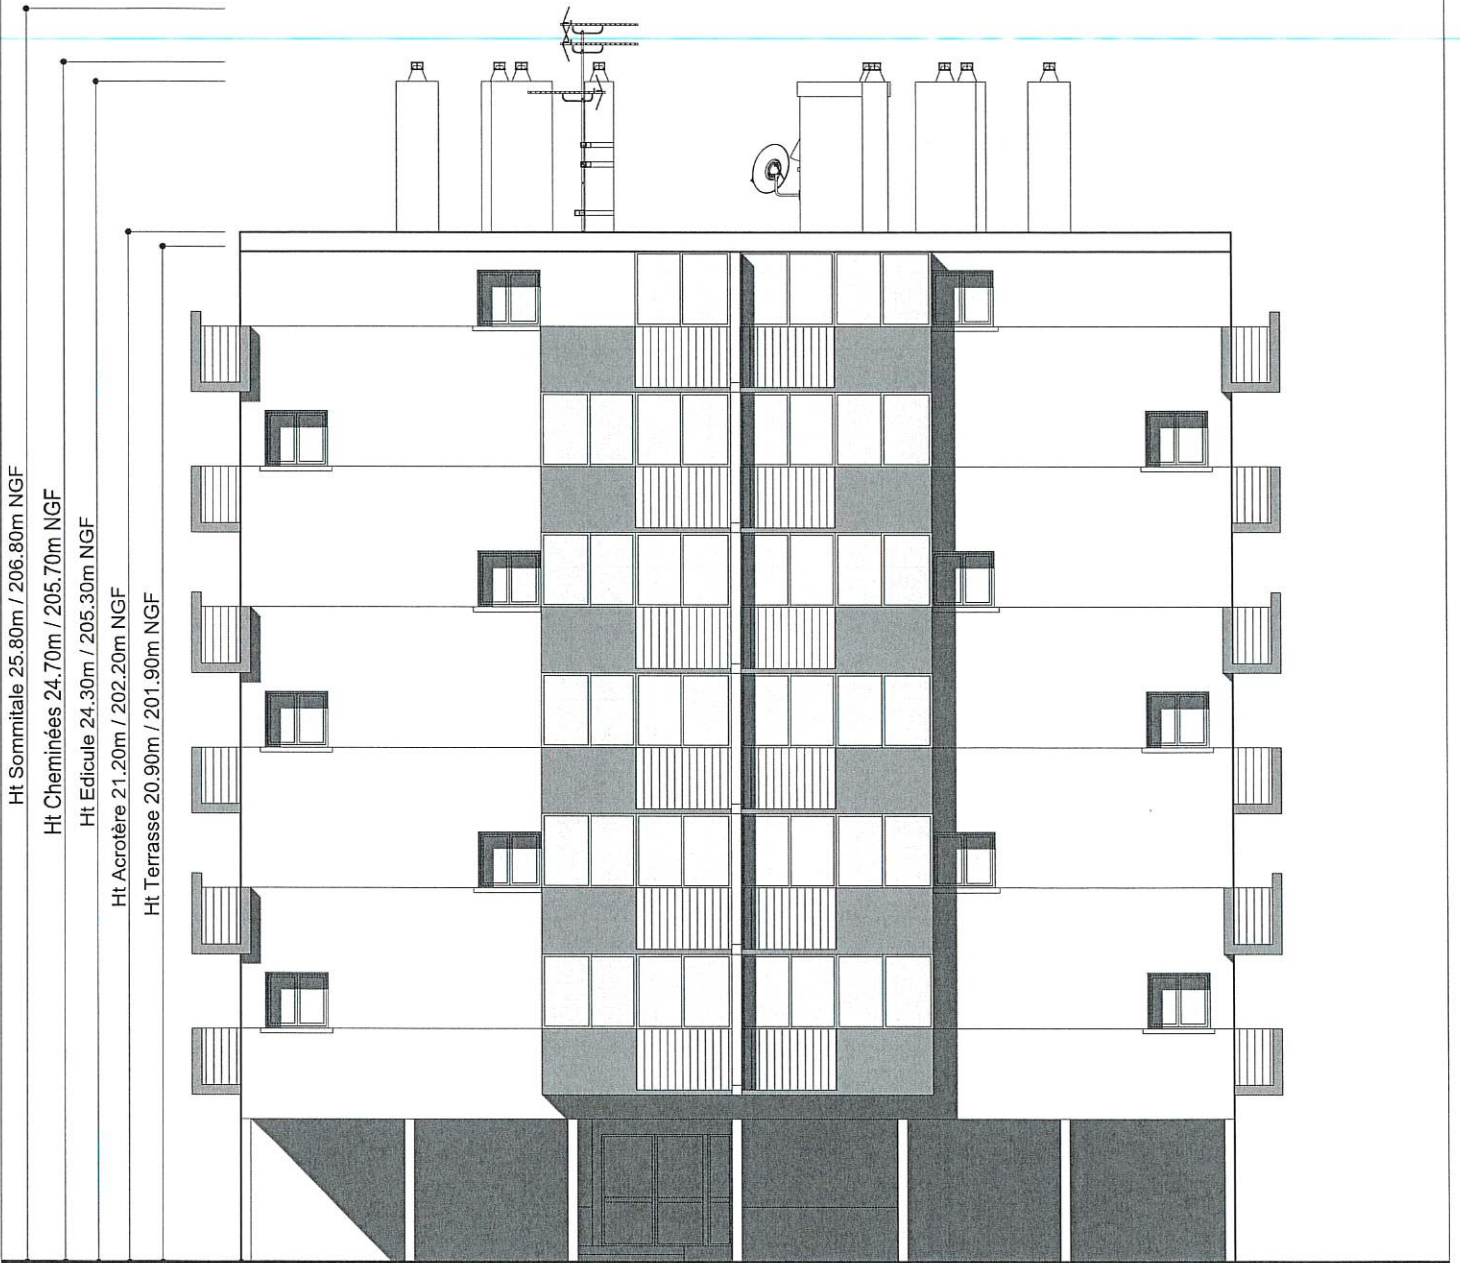 Ht Sommitale 25.80m / 206.80m NGF
Ht Cheminées 24.70m / 205.70m NGF
Ht Edicule 24.30m / 205.30m NGF
Ht Acrotère 21.20m / 202.20m NGF
Ht Terrasse 20.90m / 201.90m NGF